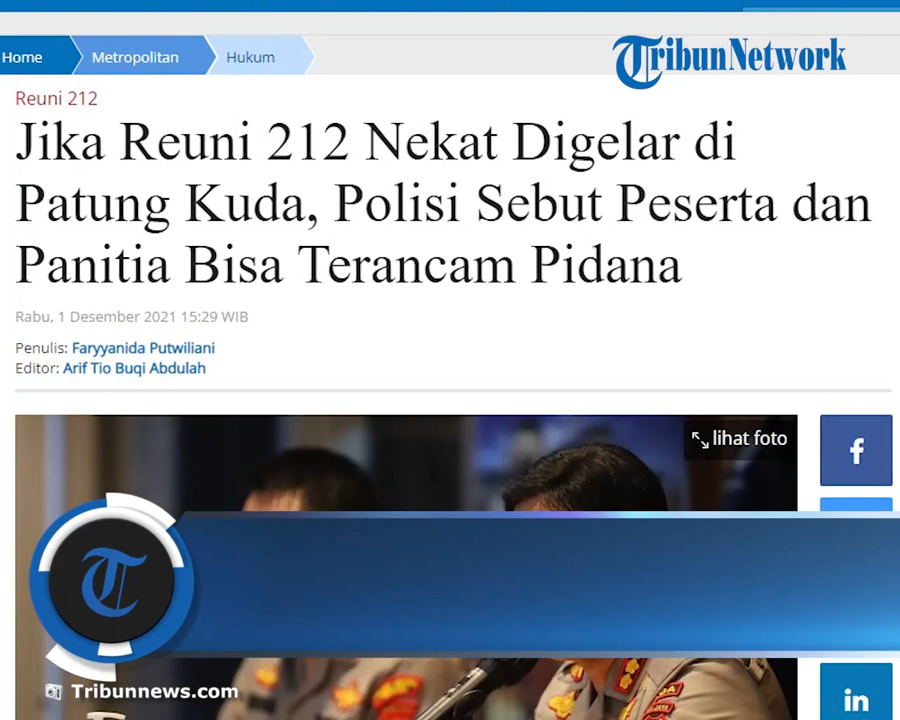 Home
Metropolitan
Hukum
TribunNetwork
Reuni 212
Jika Reuni 212 Nekat Digelar di
Patung Kuda, Polisi Sebut Peserta dan
Panitia Bisa Terancam Pidana
Rabu, 1 Desember 2021 15:29 WIB
Penulis: Faryyanida Putwiliani
Editor: Arif Tio Buqi Abdulah
lihat foto
f
T
Tribunnews.com
in